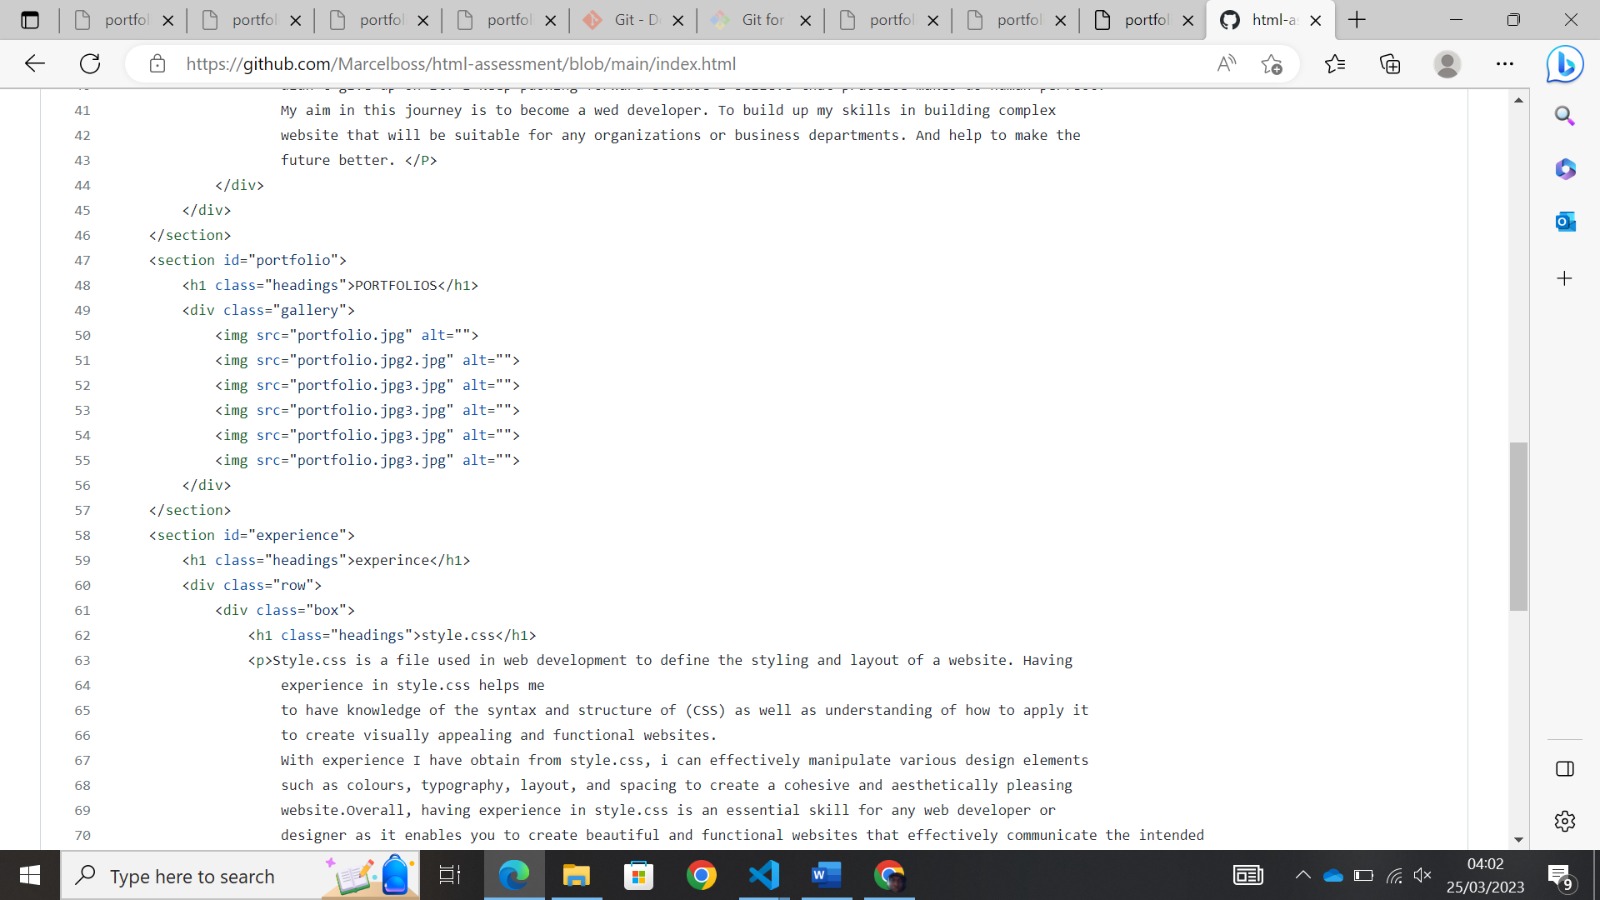 portfol
portfol
portfol
portfol
Git - D
Git for
portfol
portfol
portfol
html-a
https://github.com/Marcelboss/html-assessment/blob/main/index.html
41 My aim in this journey is to become a wed developer. To build up my skills in building complex
42 website that will be suitable for any organizations or business departments. And help to make the
43 future better. </P>
44 </div>
45 </div>
46 </section>
47 <section id="portfolio">
48 <h1 class="headings">PORTFOLIOS</h1>
49 <div class="gallery">
50 <img src="portfolio.jpg" alt="">
51 <img src="portfolio.jpg2.jpg" alt="">
52 <img src="portfolio.jpg3.jpg" alt="">
53 <img src="portfolio.jpg3.jpg" alt="">
54 <img src="portfolio.jpg3.jpg" alt="">
55 <img src="portfolio.jpg3.jpg" alt="">
56 </div>
57 </section>
58 <section id="experience">
59 <h1 class="headings">experince</h1>
60 <div class="row">
61 <div class="box">
62 <h1 class="headings">style.css</h1>
63 <p>Style.css is a file used in web development to define the styling and layout of a website. Having
64 experience in style.css helps me
65 to have knowledge of the syntax and structure of (CSS) as well as understanding of how to apply it
66 to create visually appealing and functional websites.
67 With experience I have obtain from style.css, i can effectively manipulate various design elements
68 such as colours, typography, layout, and spacing to create a cohesive and aesthetically pleasing
69 website.Overall, having experience in style.css is an essential skill for any web developer or
70 designer as it enables you to create beautiful and functional websites that effectively communicate the intended
Type here to search
04:02
25/03/2023
9